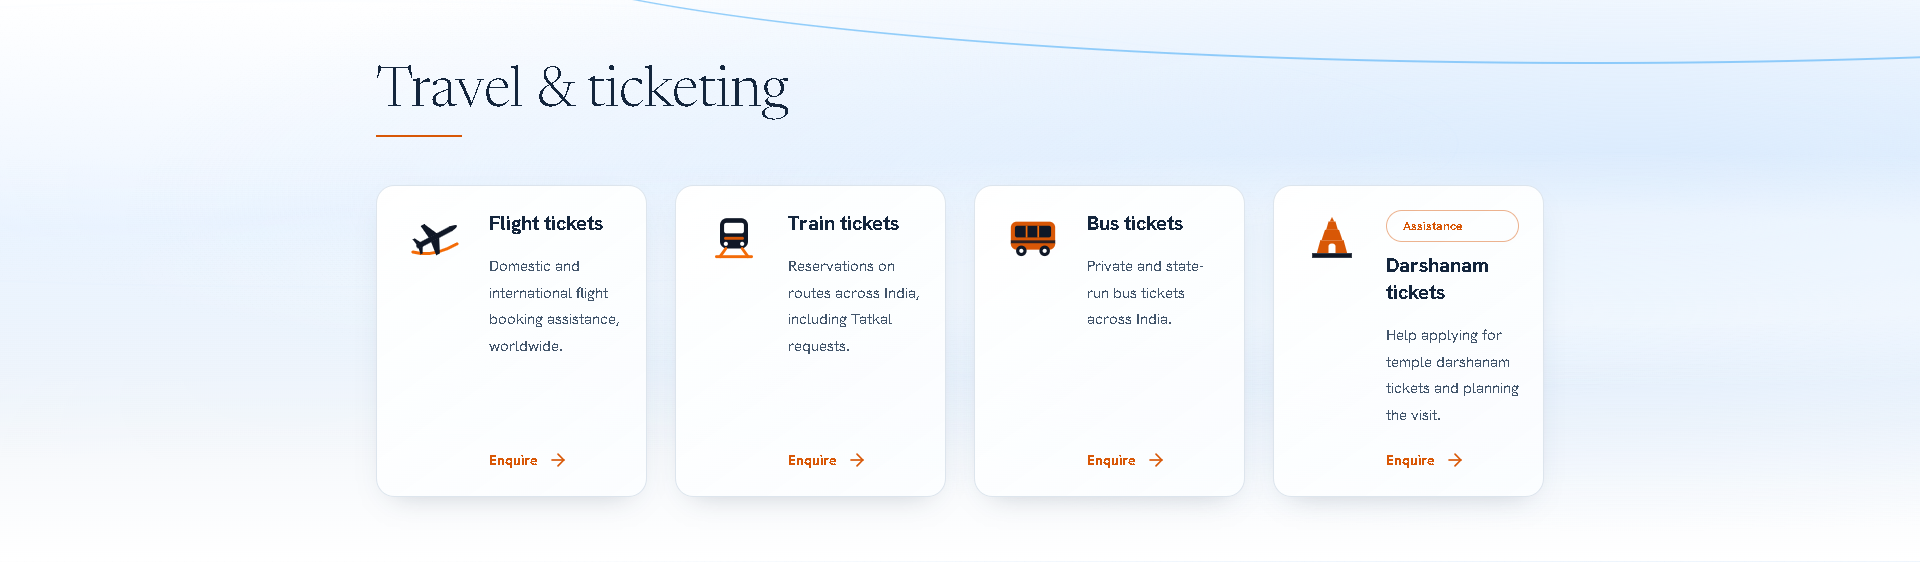 Travel & ticketing
Flight tickets
Domestic and
international flight
booking assistance,
worldwide.
Enquire
Train tickets
Reservations on
routes across India,
including Tatkal
requests.
Enquire
Bus tickets
Private and state-
run bus tickets
across India.
Enquire
Assistance
Darshanam
tickets
Help applying for
temple darshanam
tickets and planning
the visit.
Enquire